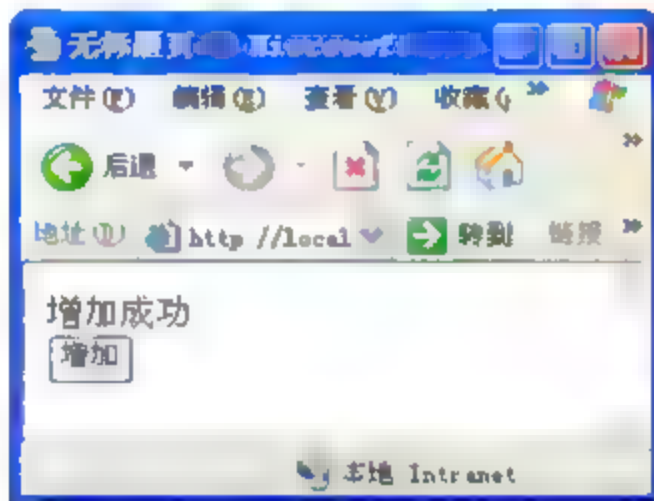 无标题页
文件(F) 编辑(E) 查看(V) 收藏(
后退
地址(D) http://local 转到 链接
增加成功
增加
本地 Intranet